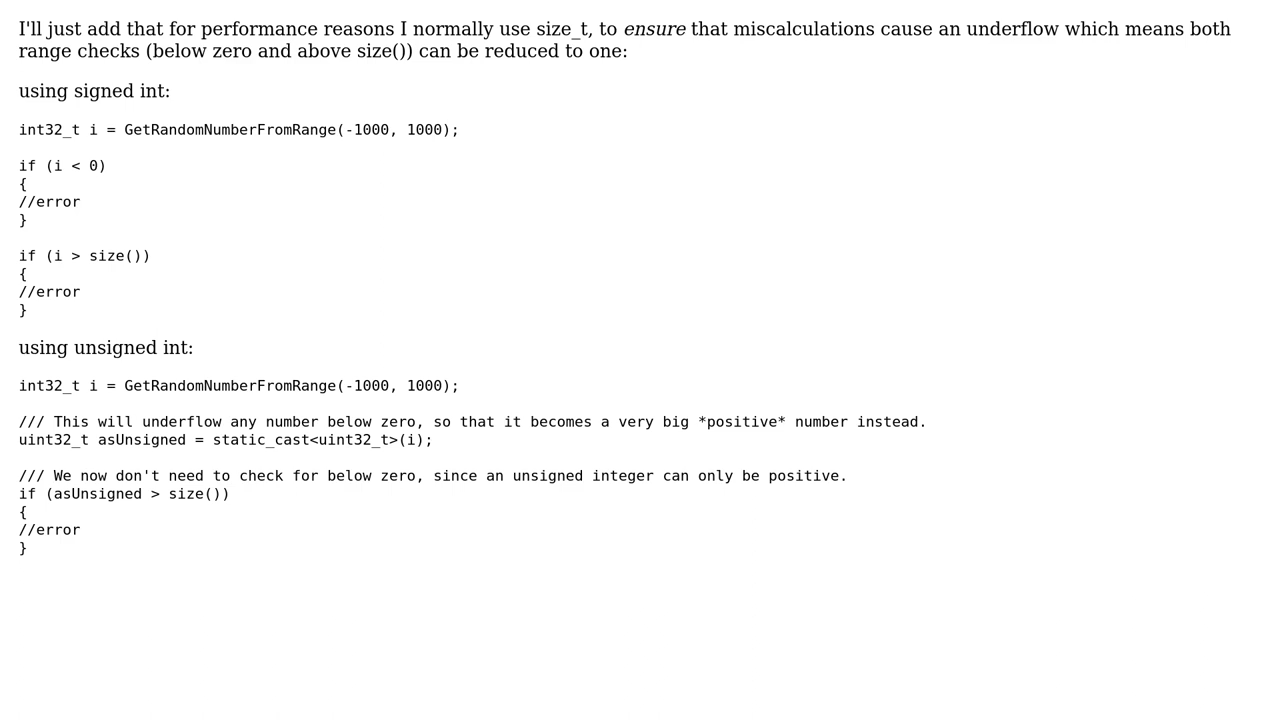 I'll just add that for performance reasons I normally use size_t, to ensure that miscalculations cause an underflow which means both
range checks (below zero and above size()) can be reduced to one:
using signed int:
int32_t i = GetRandomNumberFromRange(-1000, 1000);
if (i < 0)
{
//error
}
if (i > size())
{
//error
}
using unsigned int:
int32_t i = GetRandomNumberFromRange(-1000, 1000);
/// This will underflow any number below zero, so that it becomes a very big *positive* number instead.
uint32_t asUnsigned = static_cast<uint32_t>(i);
/// We now don't need to check for below zero, since an unsigned integer can only be positive.
if (asUnsigned > size())
{
//error
}